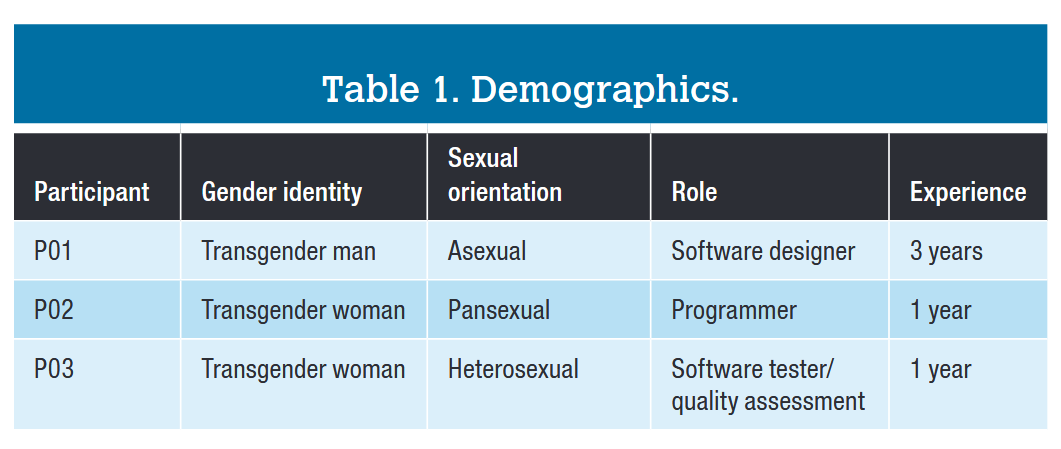 Table 1. Demographics.
Participant Gender identity Sexual orientation Role Experience
P01 Transgender man Asexual Software designer 3 years
P02 Transgender woman Pansexual Programmer 1 year
P03 Transgender woman Heterosexual Software tester/ quality assessment 1 year